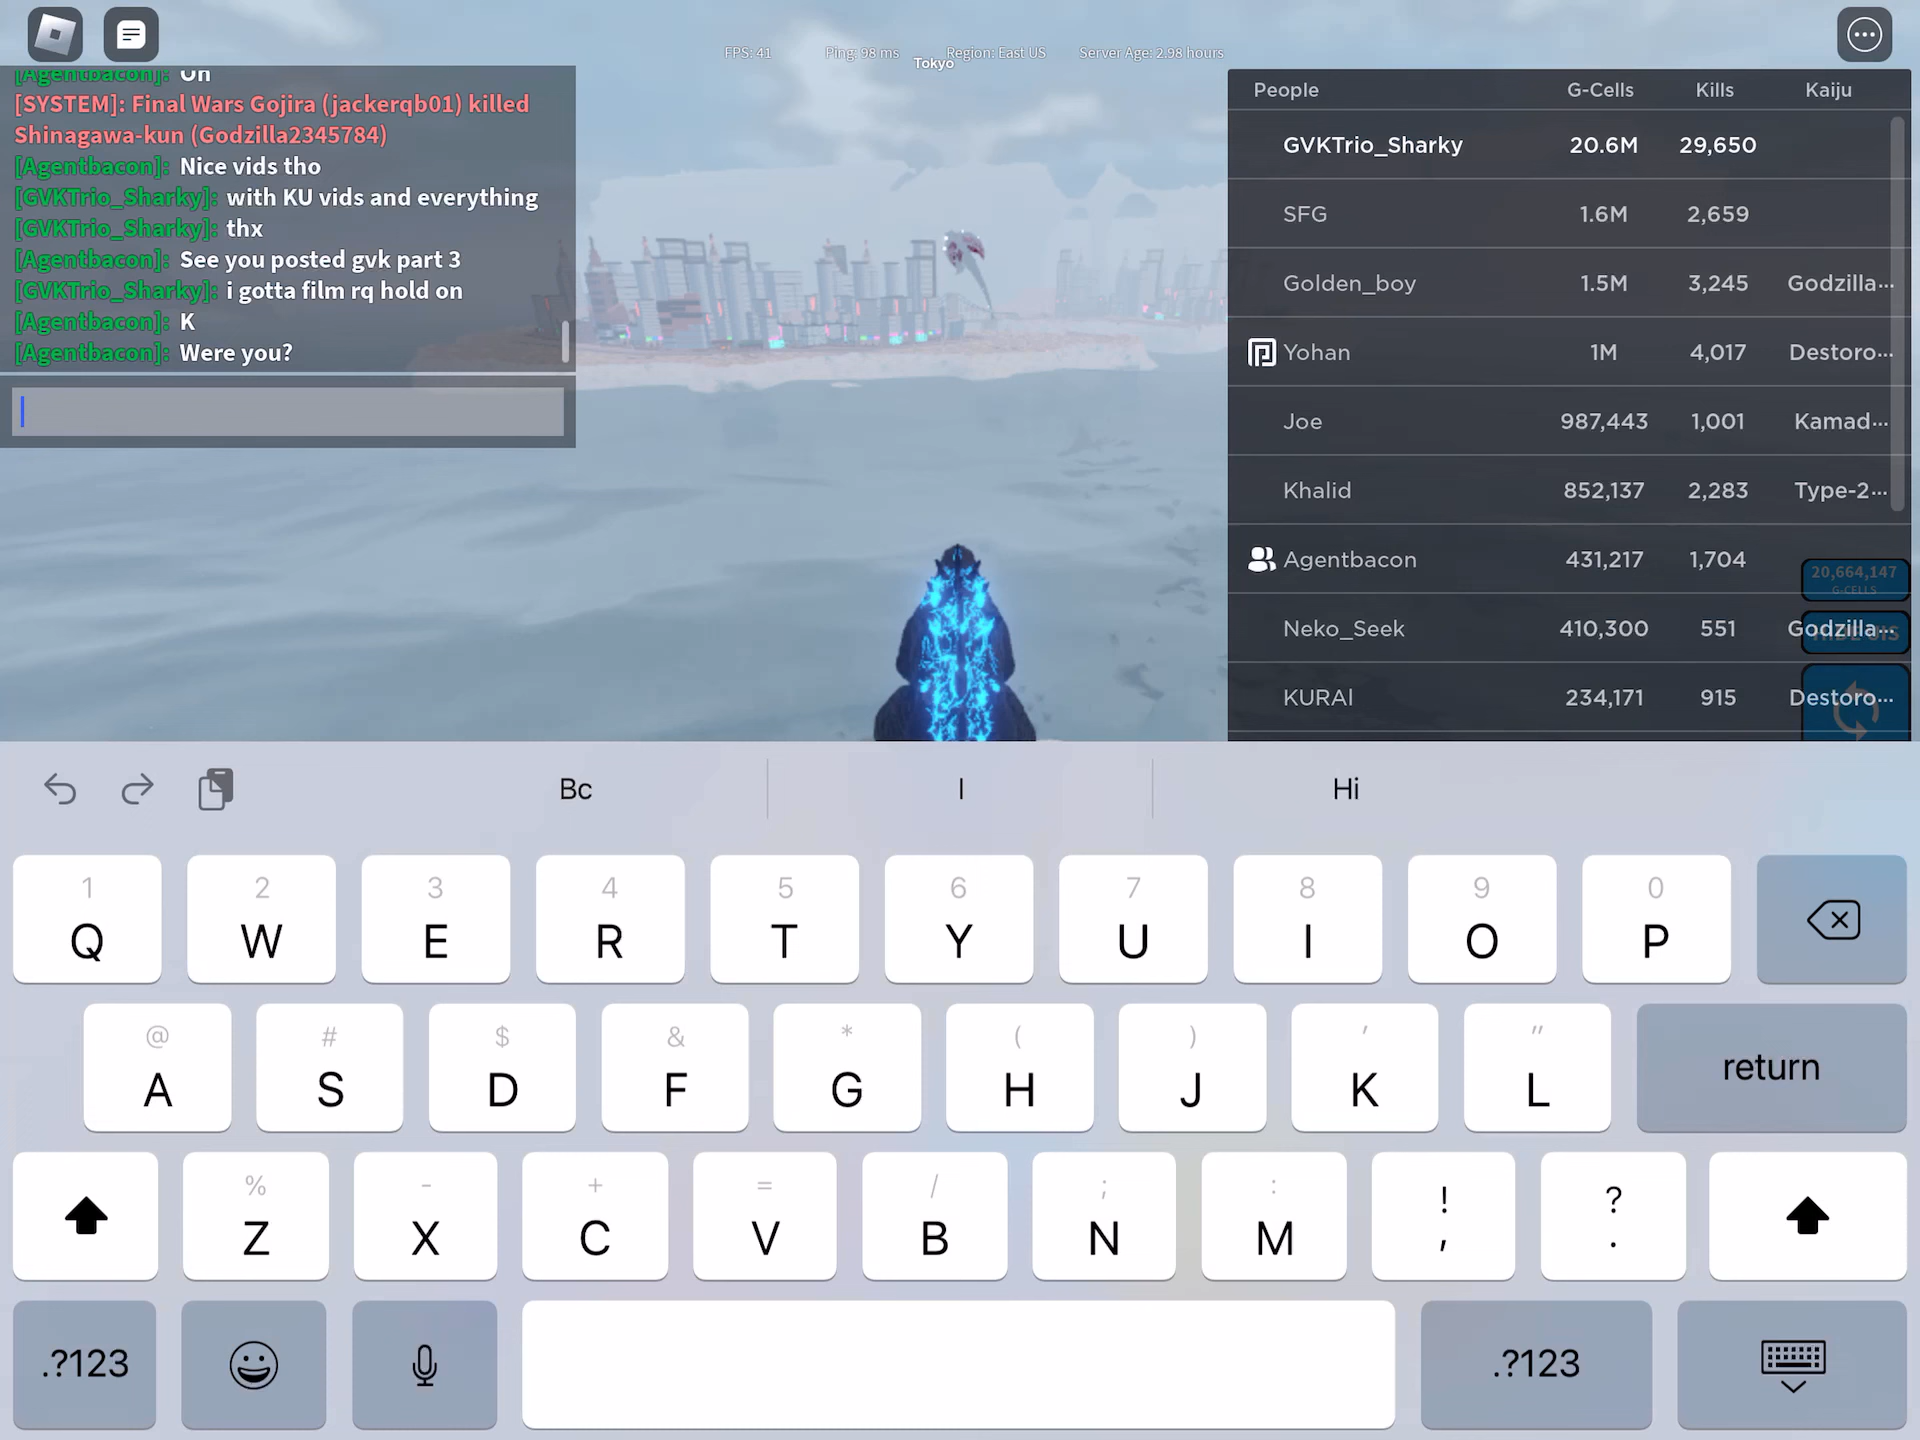 FPS: 41 Ping: 98 ms Region: East US Server Age: 2.98 hours
Tokyo
[Agentbacon]: Oh
[SYSTEM]: Final Wars Gojira (jackerqb01) killed
Shinagawa-kun (Godzilla2345784)
[Agentbacon]: Nice vids tho
[GVKTrio_Sharky]: with KU vids and everything
[GVKTrio_Sharky]: thx
[Agentbacon]: See you posted gvk part 3
[GVKTrio_Sharky]: i gotta film rq hold on
[Agentbacon]: K
[Agentbacon]: Were you?
People G-Cells Kills Kaiju
GVKTrio_Sharky 20.6M 29,650
SFG 1.6M 2,659
Golden_boy 1.5M 3,245 Godzilla...
Yohan 1M 4,017 Destoro...
Joe 987,443 1,001 Kamad...
Khalid 852,137 2,283 Type-2...
Agentbacon 431,217 1,704
20,664,147
G-CELLS
Neko_Seek 410,300 551 Godzilla...
KURAI 234,171 915 Destoro...
Bc I Hi
1 2 3 4 5 6 7 8 9 0
Q W E R T Y U I O P
@ # $ & * ( ) ' "
A S D F G H J K L return
% - + = / ; : ! ?
Z X C V B N M , .
.?123 .?123